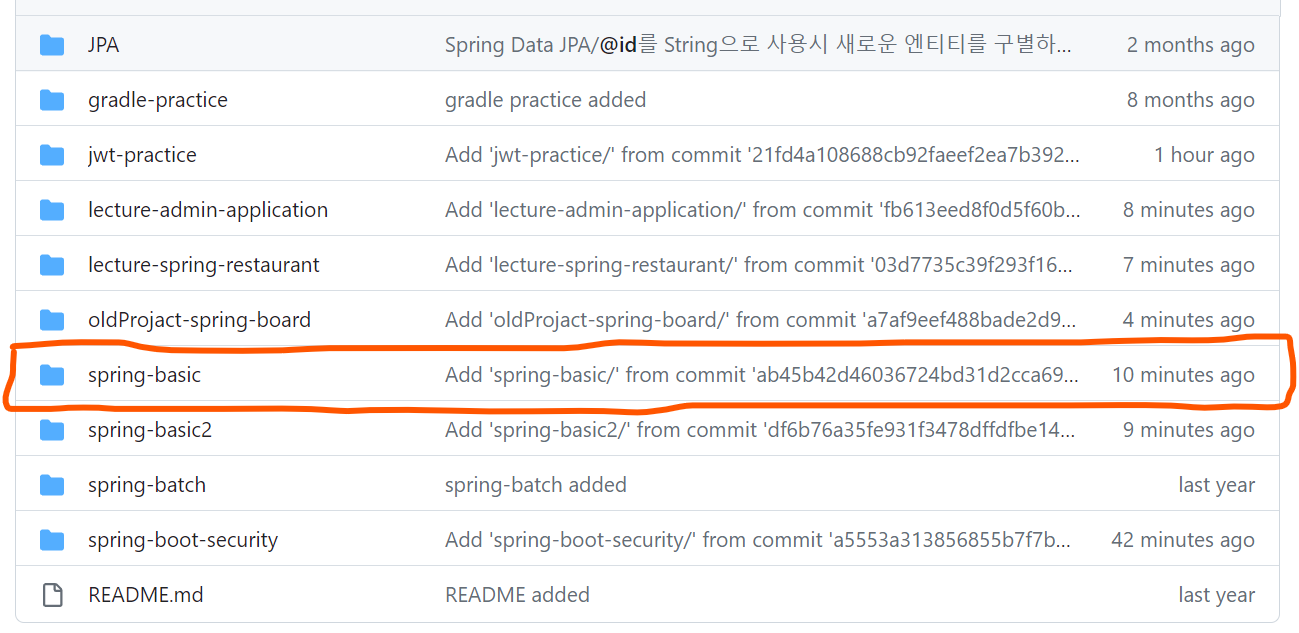 JPA Spring Data JPA/@id를 String으로 사용시 새로운 엔티티를 구별하... 2 months ago
gradle-practice gradle practice added 8 months ago
jwt-practice Add 'jwt-practice/' from commit '21fd4a108688cb92faeef2ea7b392... 1 hour ago
lecture-admin-application Add 'lecture-admin-application/' from commit 'fb613eed8f0d5f60b... 8 minutes ago
lecture-spring-restaurant Add 'lecture-spring-restaurant/' from commit '03d7735c39f293f16... 7 minutes ago
oldProjact-spring-board Add 'oldProjact-spring-board/' from commit 'a7af9eef488bade2d9... 4 minutes ago
spring-basic Add 'spring-basic/' from commit 'ab45b42d46036724bd31d2cca69... 10 minutes ago
spring-basic2 Add 'spring-basic2/' from commit 'df6b76a35fe931f3478dffdfbe14... 9 minutes ago
spring-batch spring-batch added last year
spring-boot-security Add 'spring-boot-security/' from commit 'a5553a313856855b7f7b... 42 minutes ago
README.md README added last year